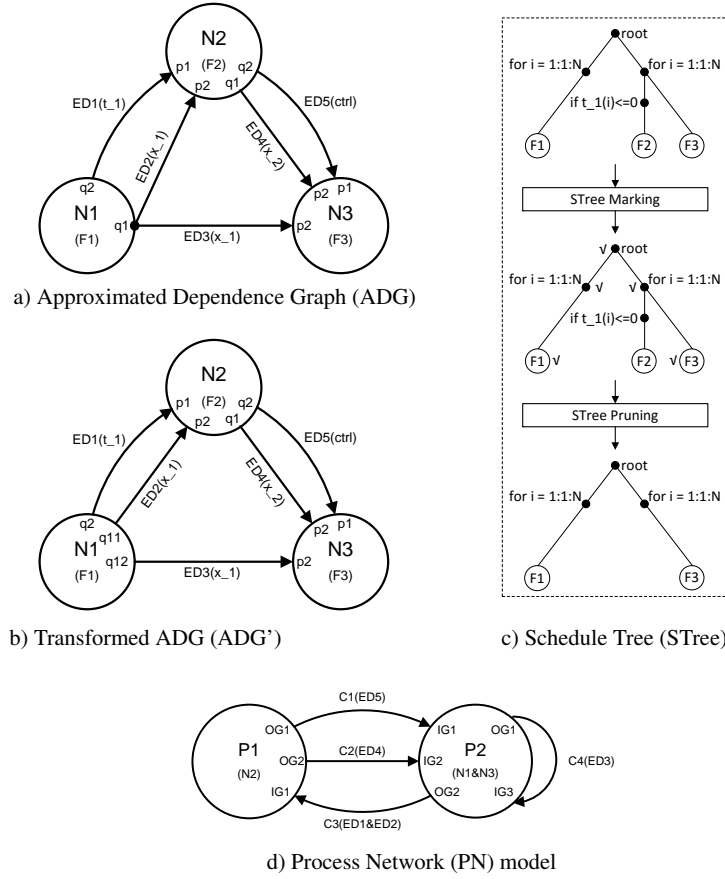 N2
(F2)
p1
p2
q1
q2
ED1(t_1)
ED2(x_1)
ED4(x_2)
ED5(ctrl)
q2
N1
(F1)
q1
ED3(x_1)
p2
p2
p1
N3
(F3)
a) Approximated Dependence Graph (ADG)
N2
(F2)
p1
p2
q1
q2
ED1(t_1)
ED2(x_1)
ED4(x_2)
ED5(ctrl)
q2
q11
q12
N1
(F1)
ED3(x_1)
p2
p2
p1
N3
(F3)
b) Transformed ADG (ADG’)
root
for i = 1:1:N
for i = 1:1:N
if t_1(i)<=0
F1
F2
F3
STree Marking
√ root
for i = 1:1:N √
√ for i = 1:1:N
if t_1(i)<=0
F1 √
F2
√ F3
STree Pruning
root
for i = 1:1:N
for i = 1:1:N
F1
F3
c) Schedule Tree (STree)
C1(ED5)
P1
(N2)
OG1
OG2
IG1
C2(ED4)
C3(ED1&ED2)
IG1
IG2
OG2
P2
(N1&N3)
OG1
IG3
C4(ED3)
d) Process Network (PN) model